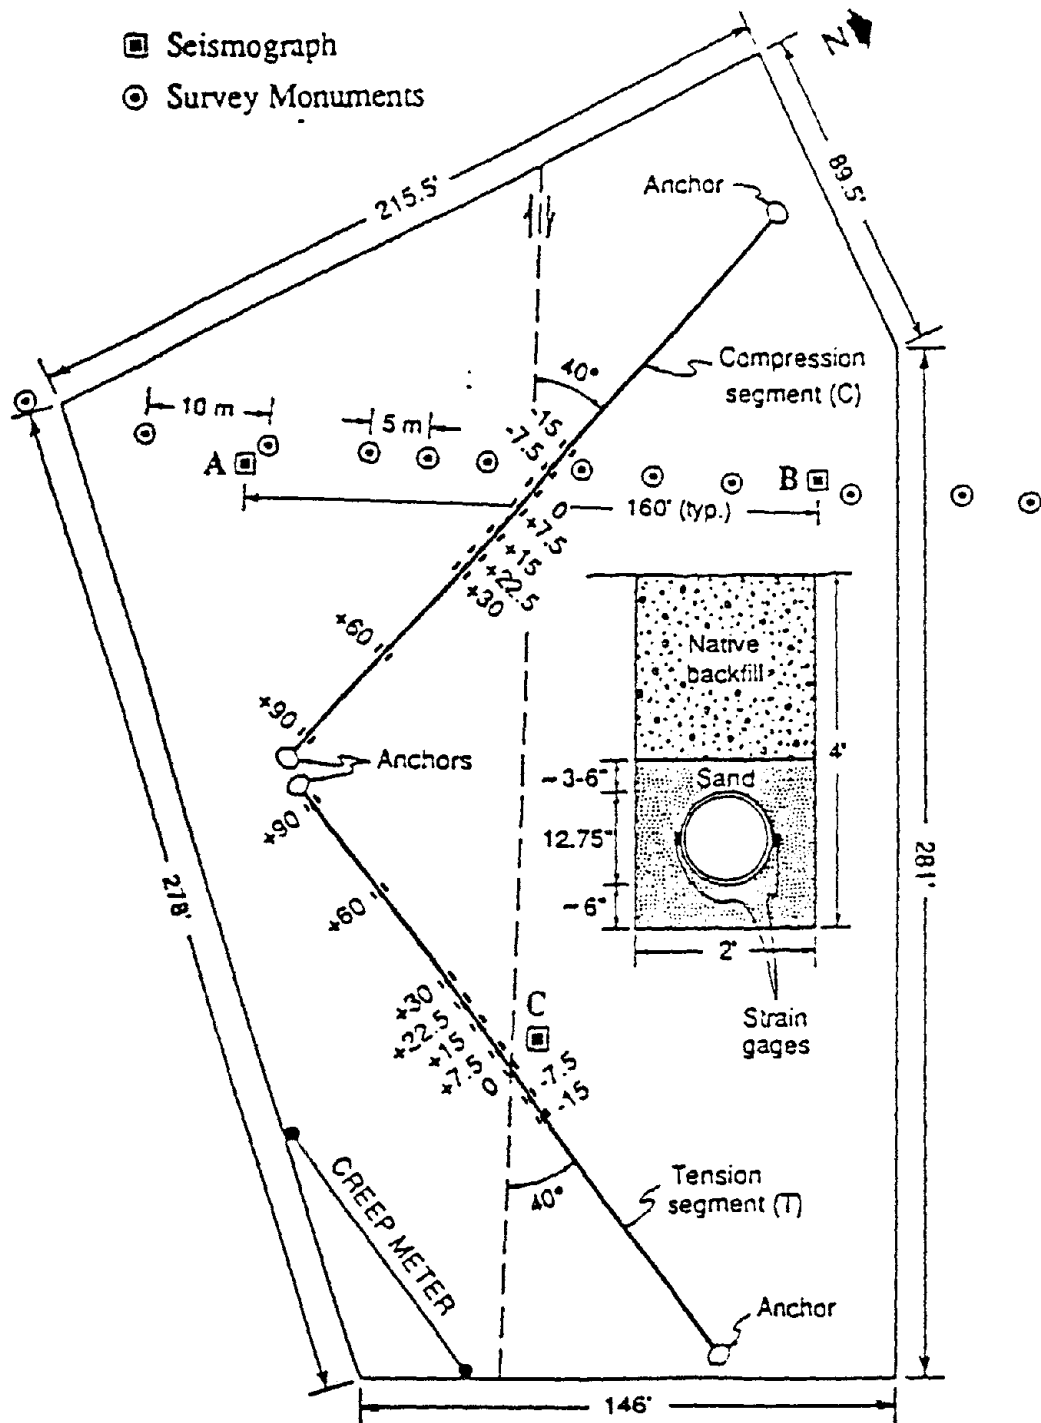 Seismograph
Survey Monuments
N
215.5'
89.5'
Anchor
Compression
segment (C)
40°
10 m
5 m
-15
-7.5
A
B
160' (typ.)
0
+7.5
+15
+22.5
+30
+60
+90
Anchors
Native
backfill
4'
~3-6"
Sand
12.75"
~6"
2'
Strain
gages
281'
278'
+90
+60
+30
+22.5
+15
+7.5
0
C
-7.5
-15
40°
Tension
segment (T)
CREEP METER
Anchor
146'